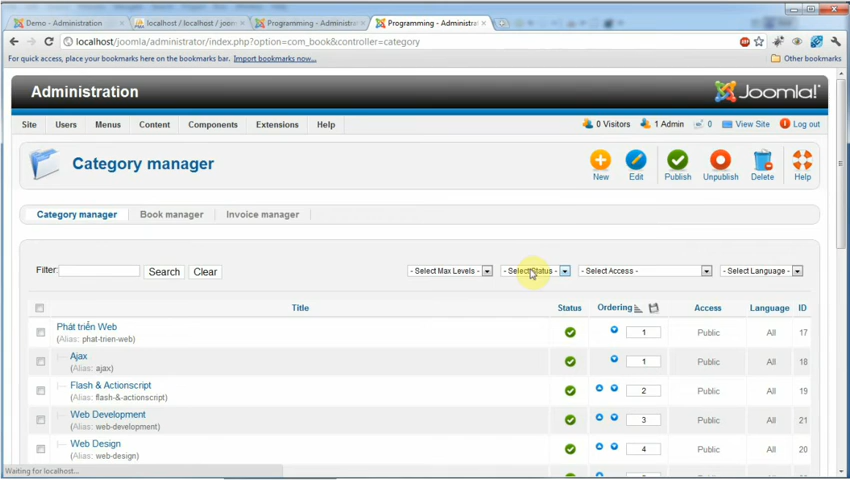 Demo - Administration
localhost / localhost / joom
Programming - Administra
Programming - Administra
localhost/joomla/administrator/index.php?option=com_book&controller=category
For quick access, place your bookmarks here on the bookmarks bar. Import bookmarks now...
Other bookmarks
Administration
Joomla!
Site Users Menus Content Components Extensions Help
0 Visitors 1 Admin 0 View Site Log out
Category manager
New Edit Publish Unpublish Delete Help
Category manager Book manager Invoice manager
Filter: Search Clear
- Select Max Levels - - Select Status - - Select Access - - Select Language -
Title Status Ordering Access Language ID
Phát triển Web 1 Public All 17
(Alias: phat-trien-web)
Ajax 1 Public All 18
(Alias: ajax)
Flash & Actionscript 2 Public All 19
(Alias: flash-&-actionscript)
Web Development 3 Public All 21
(Alias: web-development)
Web Design 4 Public All 20
(Alias: web-design)
Waiting for localhost...